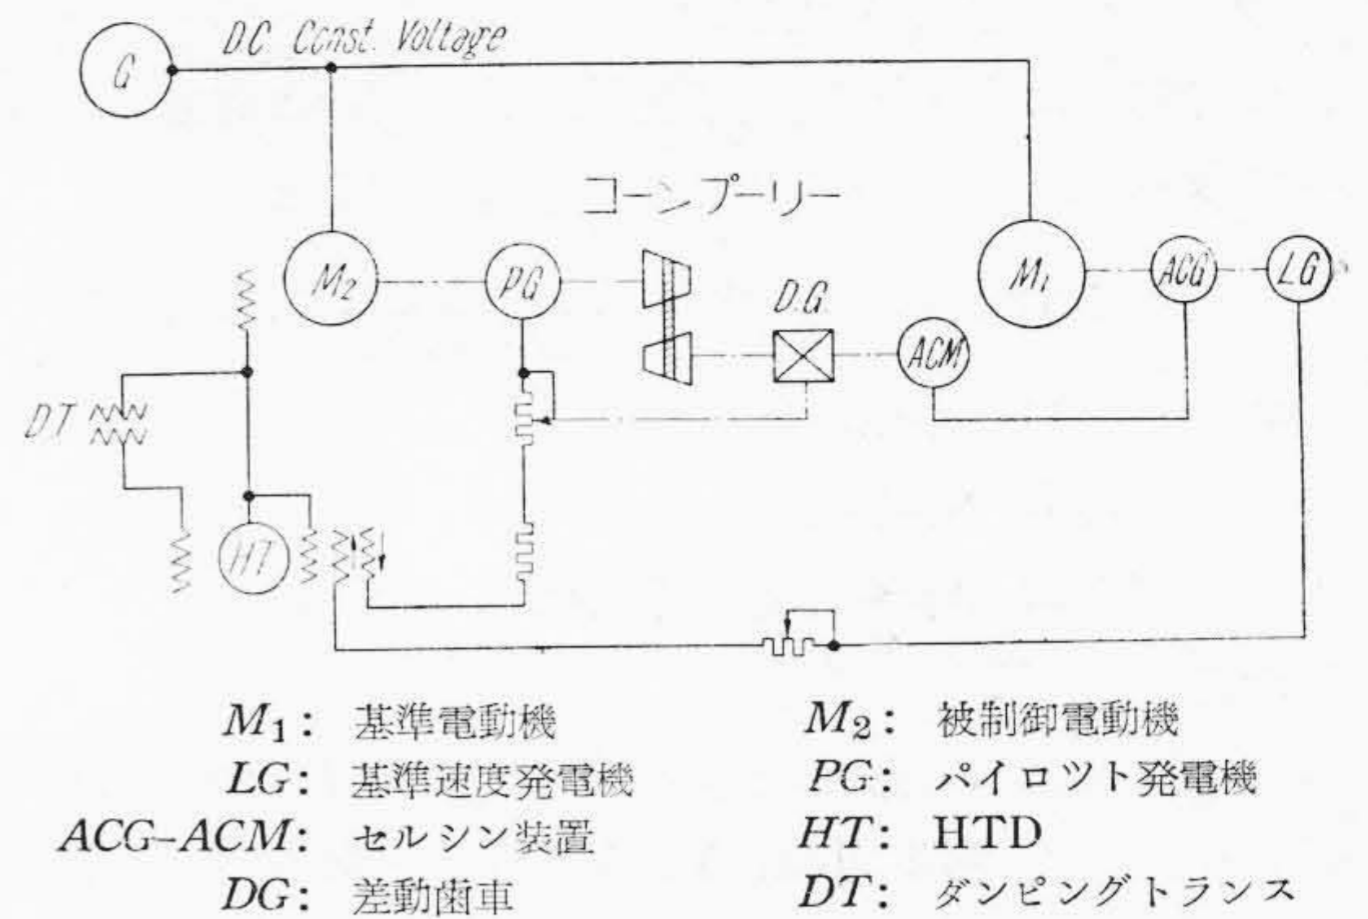 D.C. Const. Voltage
G
コーンプーリー
M₂
PG
D.G.
M₁
ACG
LG
ACM
DT
HT
M₁: 基準電動機
M₂: 被制御電動機
LG: 基準速度発電機
PG: パイロツト発電機
ACG–ACM: セルシン装置
HT: HTD
DG: 差動歯車
DT: ダンピングトランス